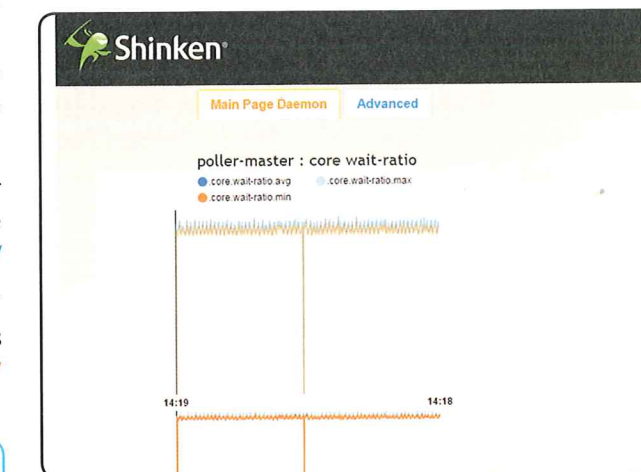 Shinken
Main Page Daemon Advanced
poller-master : core wait-ratio
.core.wait-ratio.avg .core.wait-ratio.max
.core.wait-ratio.min
14:19 14:18